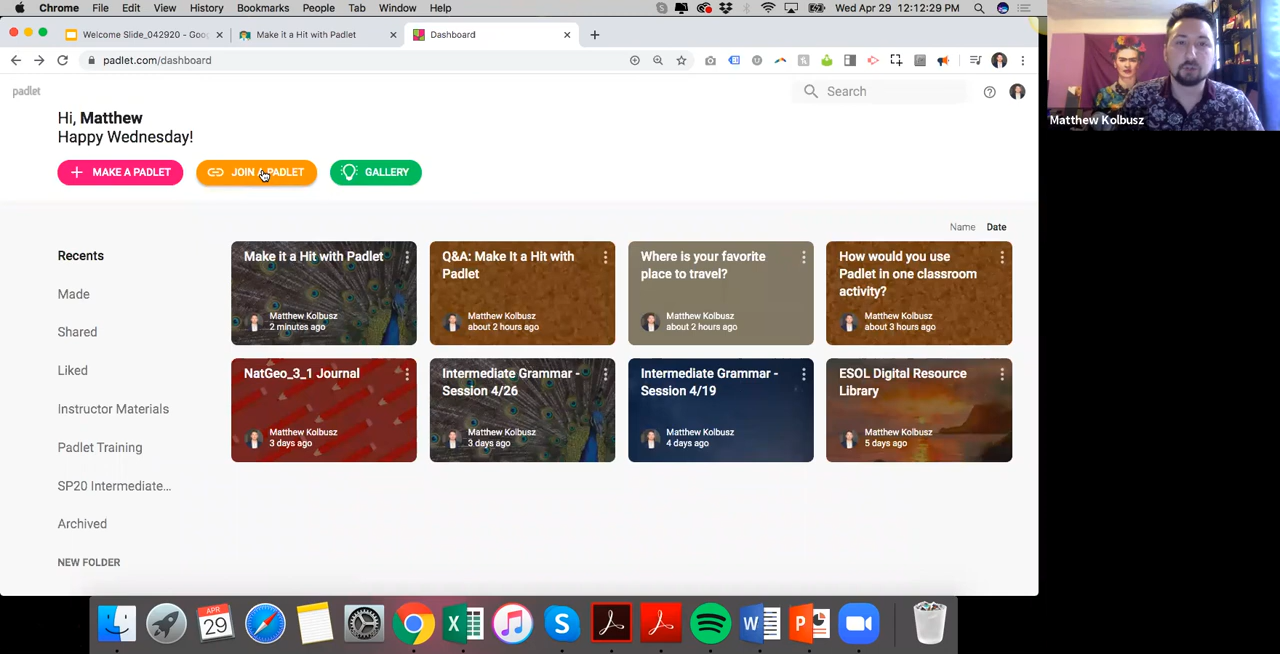 Chrome File Edit View History Bookmarks People Tab Window Help
Wed Apr 29 12:12:29 PM
Welcome Slide_042920 - Goo
Make it a Hit with Padlet
Dashboard
padlet.com/dashboard
padlet
Search
Hi, Matthew
Happy Wednesday!
MAKE A PADLET
JOIN A PADLET
GALLERY
Name Date
Recents
Made
Shared
Liked
Instructor Materials
Padlet Training
SP20 Intermediate...
Archived
NEW FOLDER
Make it a Hit with Padlet
Matthew Kolbusz
2 minutes ago
Q&A: Make It a Hit with
Padlet
Matthew Kolbusz
about 2 hours ago
Where is your favorite
place to travel?
Matthew Kolbusz
about 2 hours ago
How would you use
Padlet in one classroom
activity?
Matthew Kolbusz
about 3 hours ago
NatGeo_3_1 Journal
Matthew Kolbusz
3 days ago
Intermediate Grammar -
Session 4/26
Matthew Kolbusz
3 days ago
Intermediate Grammar -
Session 4/19
Matthew Kolbusz
4 days ago
ESOL Digital Resource
Library
Matthew Kolbusz
5 days ago
APR
29
Matthew Kolbusz